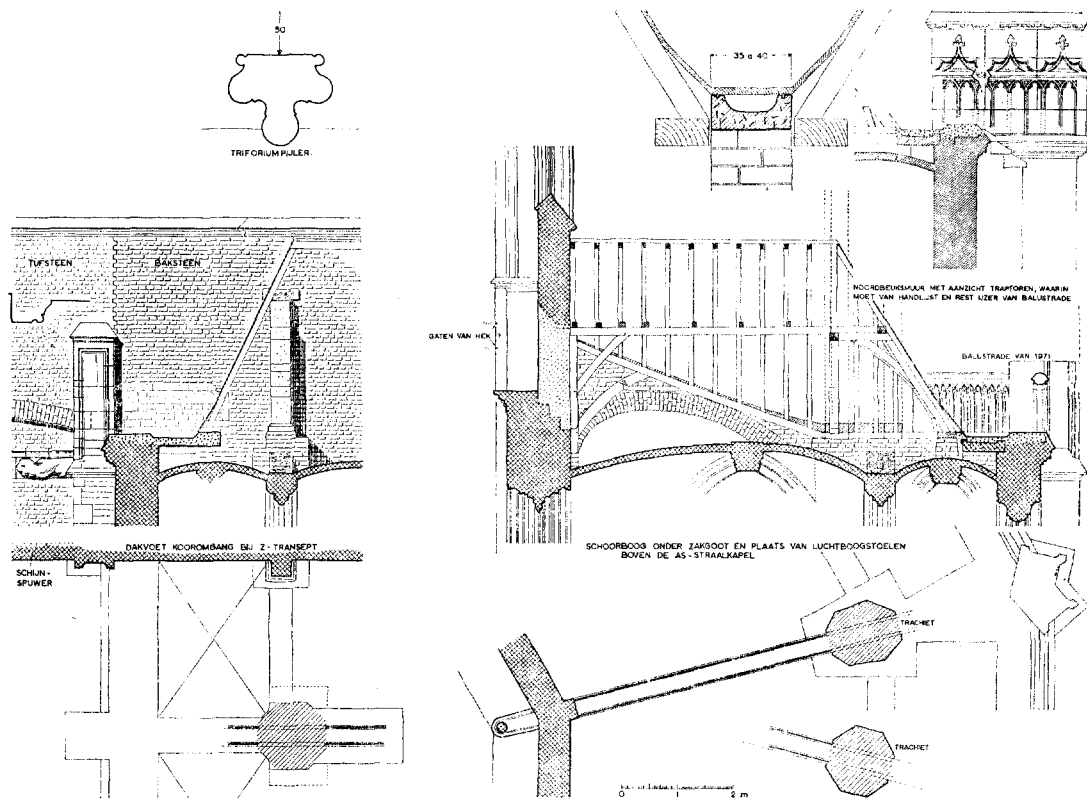 50
TRIFORIUM PIJLER.
35 a 40
TUFSTEEN
BAKSTEEN
GATEN VAN HEK
NOORDBEUKSMUUR MET AANZICHT TRAPTOREN, WAARIN
MOET VAN HANDLIJST EN REST IJZER VAN BALUSTRADE
BALUSTRADE VAN 1971
DAKVOET KOOROMGANG BIJ Z-TRANSEPT
SCHIJN-
SPUWER
SCHOORBOOG ONDER ZAKGOOT EN PLAATS VAN LUCHTBOOGSTOELEN
BOVEN DE AS-STRAALKAPEL
TRACHIET
TRACHIET
0 1 2 m